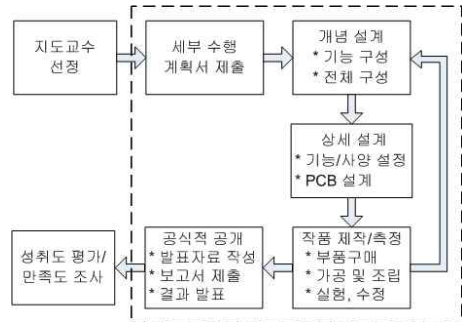 지도교수
선정
세부 수행
계획서 제출
개념 설계
* 기능 구성
* 전체 구성
상세 설계
* 기능/사양 설정
* PCB 설계
작품 제작/측정
* 부품구매
* 가공 및 조립
* 실험, 수정
공식적 공개
* 발표자료 작성
* 보고서 제출
* 결과 발표
성취도 평가/
만족도 조사